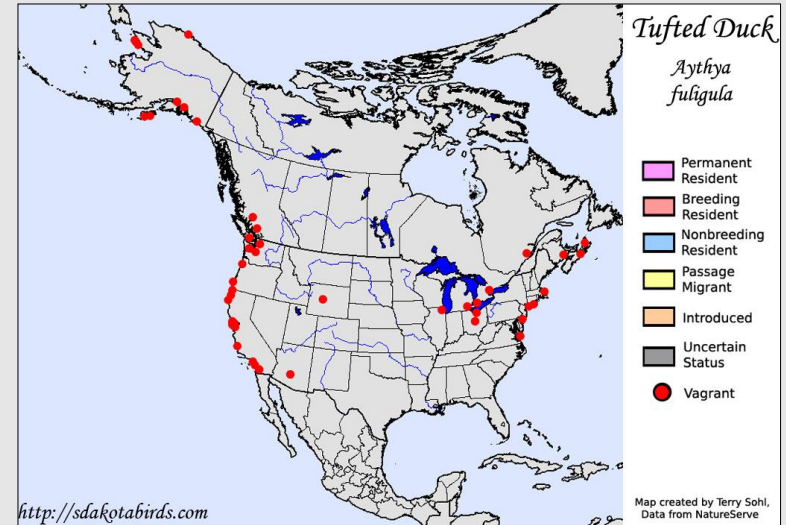 Tufted Duck
Aythya
fuligula
Permanent
Resident
Breeding
Resident
Nonbreeding
Resident
Passage
Migrant
Introduced
Uncertain
Status
Vagrant
http://sdakotabirds.com
Map created by Terry Sohl,
Data from NatureServe